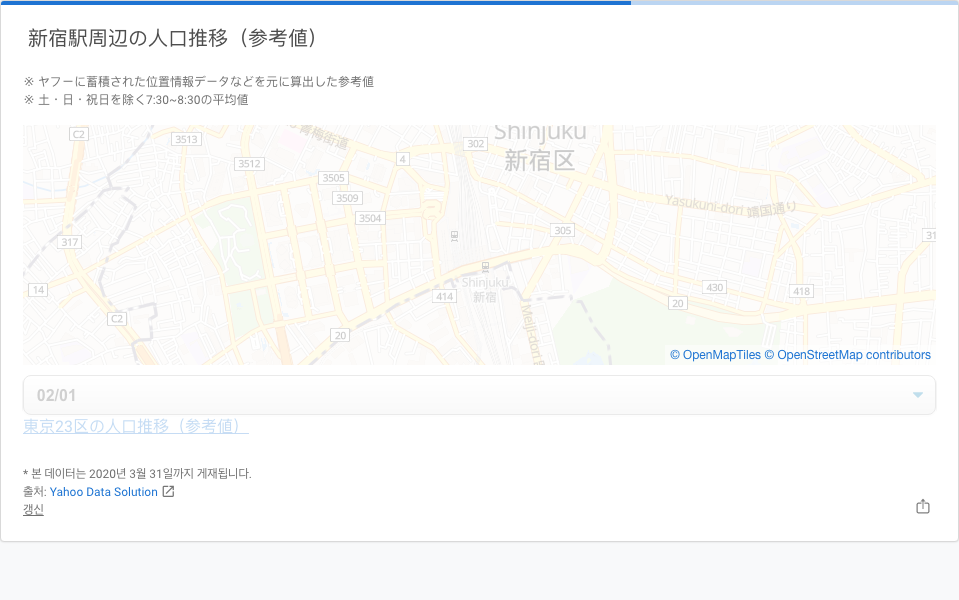 新宿駅周辺の人口推移（参考値）
※ ヤフーに蓄積された位置情報データなどを元に算出した参考値
※ 土・日・祝日を除く7:30~8:30の平均値
C2
3513
青梅街道
302
Shinjuku
新宿区
3512
4
3505
3509
3504
Yasukuni-dori 靖国通り
317
305
31
14
414
Shinjuku
新宿
20
430
418
C2
20
Meiji-dori
© OpenMapTiles © OpenStreetMap contributors
02/01
東京23区の人口推移（参考値）
* 본 데이터는 2020년 3월 31일까지 게재됩니다.
출처: Yahoo Data Solution
갱신